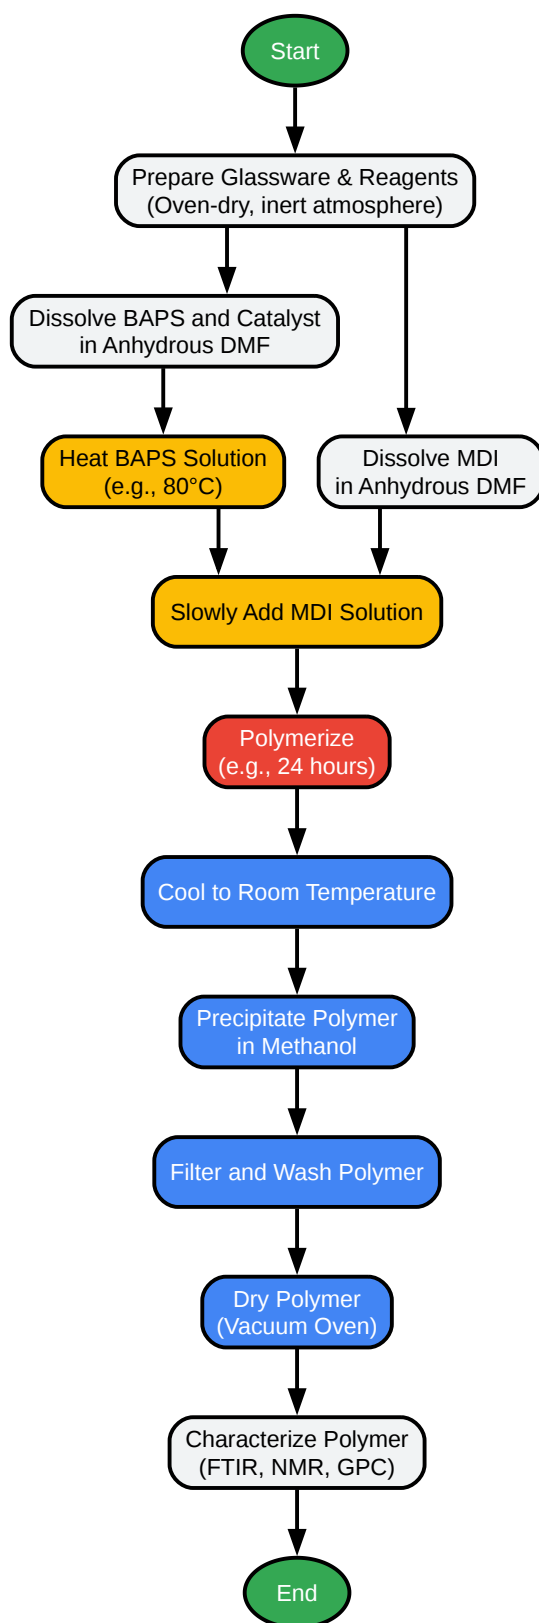 Start
Prepare Glassware & Reagents
(Oven-dry, inert atmosphere)
Dissolve BAPS and Catalyst
in Anhydrous DMF
Heat BAPS Solution
(e.g., 80°C)
Dissolve MDI
in Anhydrous DMF
Slowly Add MDI Solution
Polymerize
(e.g., 24 hours)
Cool to Room Temperature
Precipitate Polymer
in Methanol
Filter and Wash Polymer
Dry Polymer
(Vacuum Oven)
Characterize Polymer
(FTIR, NMR, GPC)
End